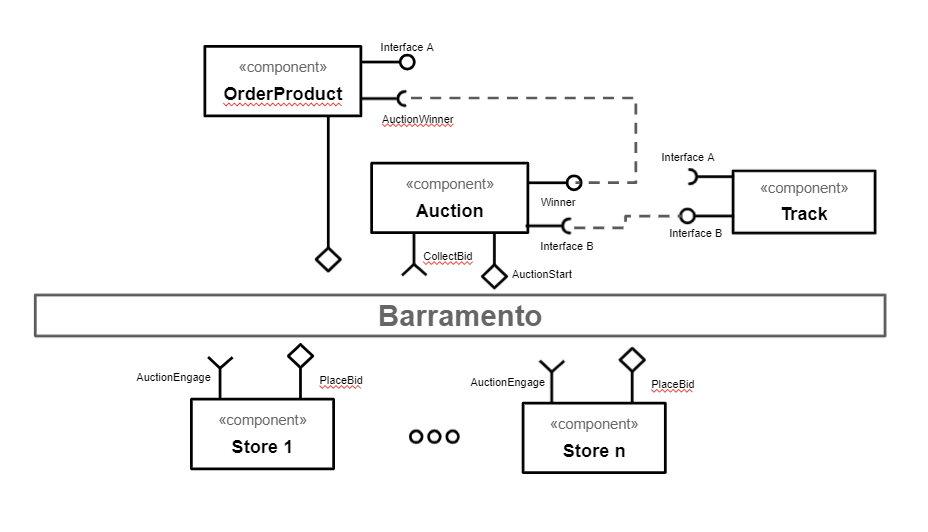 Interface A
«component»
OrderProduct
AuctionWinner
Interface A
«component»
Auction
Winner
Interface B
«component»
Track
Interface B
CollectBid
AuctionStart
Barramento
AuctionEngage
PlaceBid
«component»
Store 1
AuctionEngage
PlaceBid
«component»
Store n